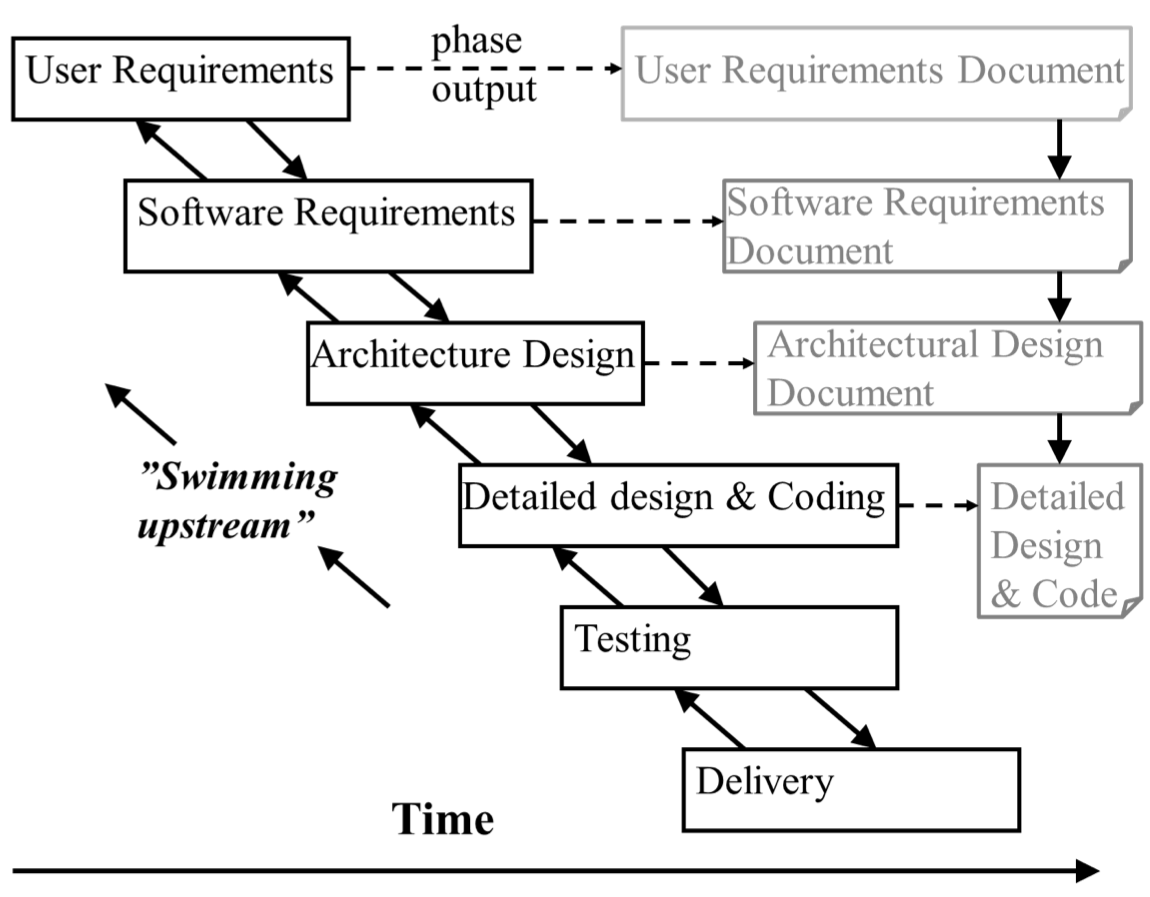 User Requirements
phase
output
User Requirements Document
Software Requirements
Software Requirements
Document
Architecture Design
Architectural Design
Document
”Swimming
upstream”
Detailed design & Coding
Detailed
Design
& Code
Testing
Delivery
Time